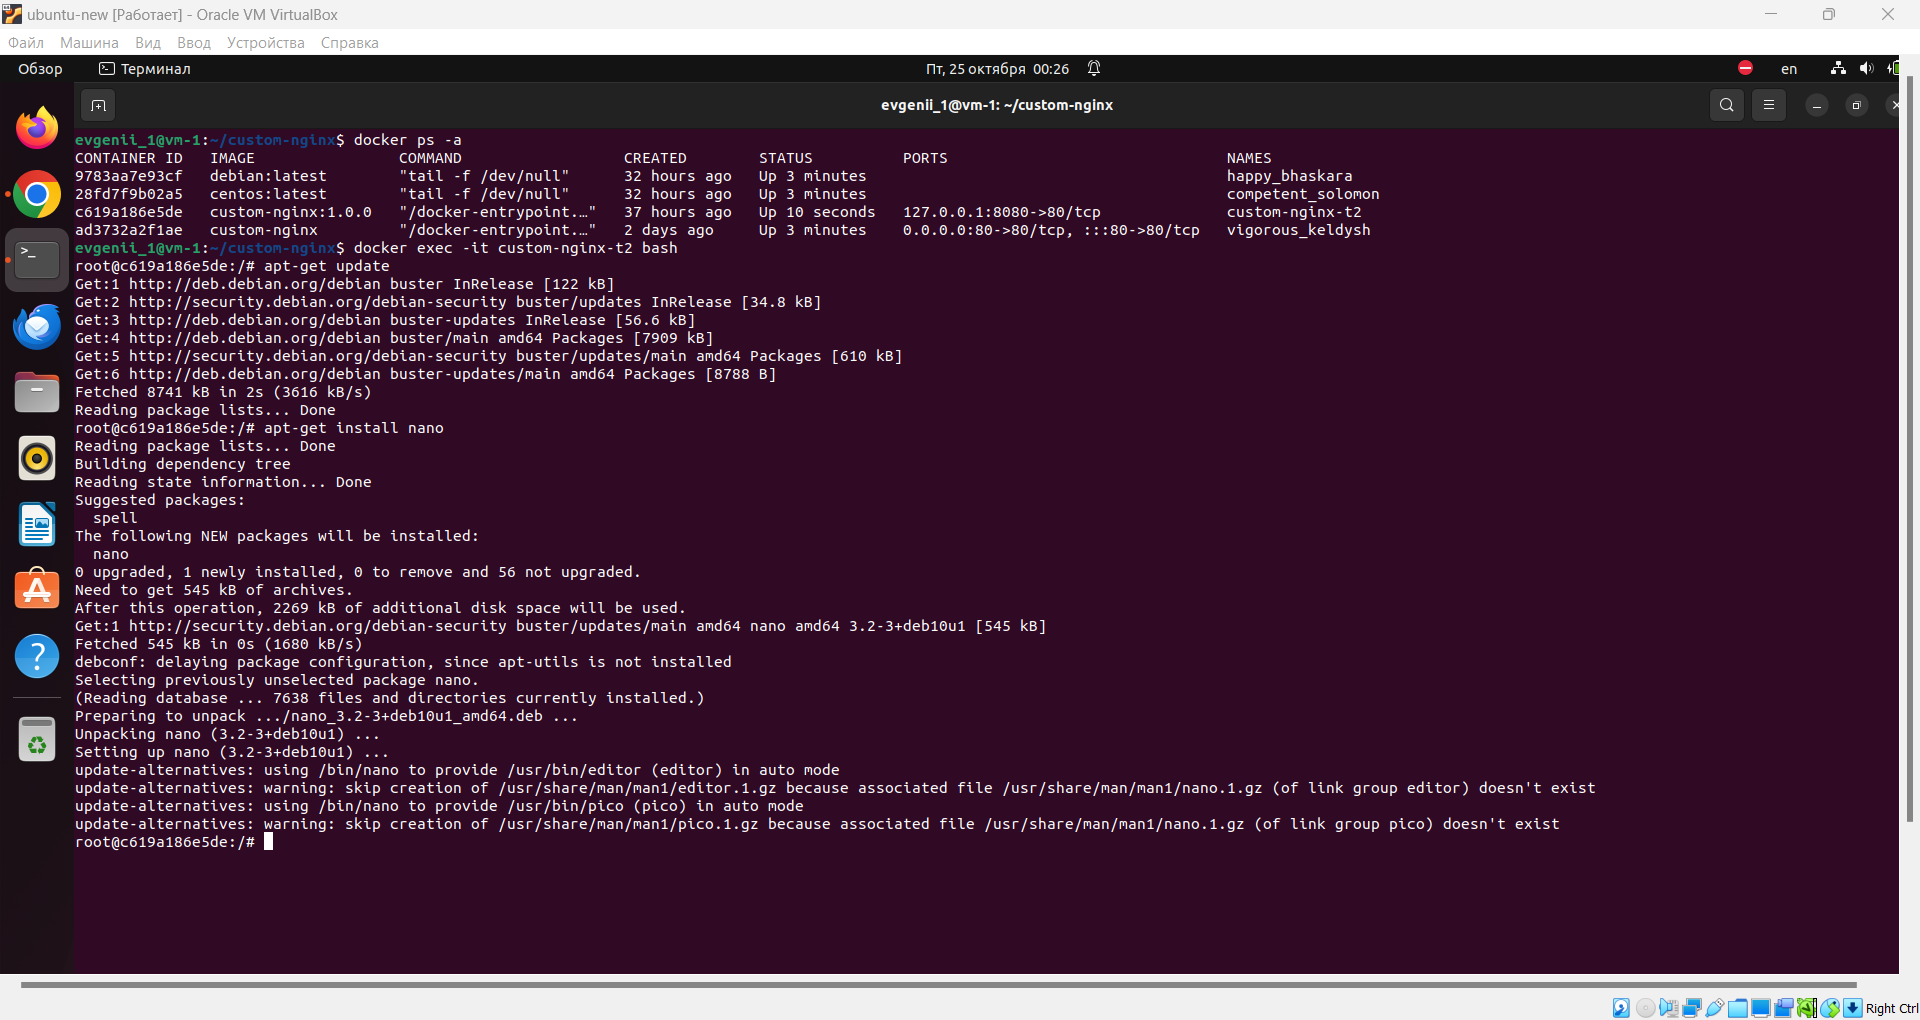 ubuntu-new [Работает] - Oracle VM VirtualBox
Файл Машина Вид Ввод Устройства Справка
Обзор Терминал Пт, 25 октября 00:26 en
evgenii_1@vm-1: ~/custom-nginx
evgenii_1@vm-1:~/custom-nginx$ docker ps -a
CONTAINER ID IMAGE COMMAND CREATED STATUS PORTS NAMES
9783aa7e93cf debian:latest "tail -f /dev/null" 32 hours ago Up 3 minutes happy_bhaskara
28fd7f9b02a5 centos:latest "tail -f /dev/null" 32 hours ago Up 3 minutes competent_solomon
c619a186e5de custom-nginx:1.0.0 "/docker-entrypoint.…" 37 hours ago Up 10 seconds 127.0.0.1:8080->80/tcp custom-nginx-t2
ad3732a2f1ae custom-nginx "/docker-entrypoint.…" 2 days ago Up 3 minutes 0.0.0.0:80->80/tcp, :::80->80/tcp vigorous_keldysh
evgenii_1@vm-1:~/custom-nginx$ docker exec -it custom-nginx-t2 bash
root@c619a186e5de:/# apt-get update
Get:1 http://deb.debian.org/debian buster InRelease [122 kB]
Get:2 http://security.debian.org/debian-security buster/updates InRelease [34.8 kB]
Get:3 http://deb.debian.org/debian buster-updates InRelease [56.6 kB]
Get:4 http://deb.debian.org/debian buster/main amd64 Packages [7909 kB]
Get:5 http://security.debian.org/debian-security buster/updates/main amd64 Packages [610 kB]
Get:6 http://deb.debian.org/debian buster-updates/main amd64 Packages [8788 B]
Fetched 8741 kB in 2s (3616 kB/s)
Reading package lists... Done
root@c619a186e5de:/# apt-get install nano
Reading package lists... Done
Building dependency tree
Reading state information... Done
Suggested packages:
spell
The following NEW packages will be installed:
nano
0 upgraded, 1 newly installed, 0 to remove and 56 not upgraded.
Need to get 545 kB of archives.
After this operation, 2269 kB of additional disk space will be used.
Get:1 http://security.debian.org/debian-security buster/updates/main amd64 nano amd64 3.2-3+deb10u1 [545 kB]
Fetched 545 kB in 0s (1680 kB/s)
debconf: delaying package configuration, since apt-utils is not installed
Selecting previously unselected package nano.
(Reading database ... 7638 files and directories currently installed.)
Preparing to unpack .../nano_3.2-3+deb10u1_amd64.deb ...
Unpacking nano (3.2-3+deb10u1) ...
Setting up nano (3.2-3+deb10u1) ...
update-alternatives: using /bin/nano to provide /usr/bin/editor (editor) in auto mode
update-alternatives: warning: skip creation of /usr/share/man/man1/editor.1.gz because associated file /usr/share/man/man1/nano.1.gz (of link group editor) doesn't exist
update-alternatives: using /bin/nano to provide /usr/bin/pico (pico) in auto mode
update-alternatives: warning: skip creation of /usr/share/man/man1/pico.1.gz because associated file /usr/share/man/man1/nano.1.gz (of link group pico) doesn't exist
root@c619a186e5de:/#
Right Ctrl